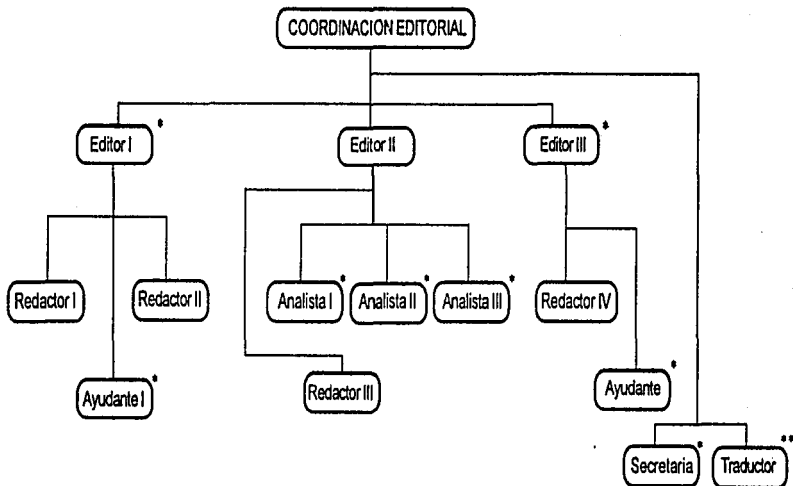 COORDINACION EDITORIAL
Editor I *
Editor II
Editor III *
Redactor I
Redactor II
Analista I *
Analista II *
Analista III *
Redactor IV
Ayudante I *
Redactor III
Ayudante *
Secretaria *
Traductor **